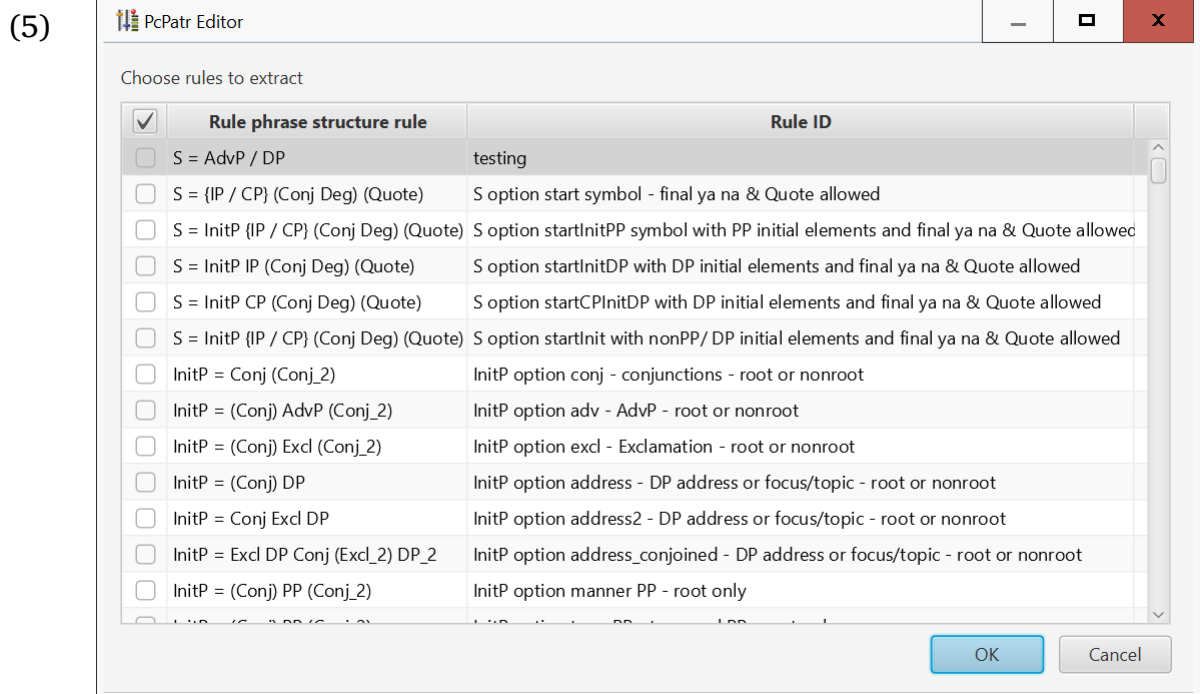 (5)
PcPatr Editor
Choose rules to extract
Rule phrase structure rule Rule ID
S = AdvP / DP testing
S = {IP / CP} (Conj Deg) (Quote) S option start symbol - final ya na & Quote allowed
S = InitP {IP / CP} (Conj Deg) (Quote) S option startInitPP symbol with PP initial elements and final ya na & Quote allowed
S = InitP IP (Conj Deg) (Quote) S option startInitDP with DP initial elements and final ya na & Quote allowed
S = InitP CP (Conj Deg) (Quote) S option startCPInitDP with DP initial elements and final ya na & Quote allowed
S = InitP {IP / CP} (Conj Deg) (Quote) S option startInit with nonPP/ DP initial elements and final ya na & Quote allowed
InitP = Conj (Conj_2) InitP option conj - conjunctions - root or nonroot
InitP = (Conj) AdvP (Conj_2) InitP option adv - AdvP - root or nonroot
InitP = (Conj) Excl (Conj_2) InitP option excl - Exclamation - root or nonroot
InitP = (Conj) DP InitP option address - DP address or focus/topic - root or nonroot
InitP = Conj Excl DP InitP option address2 - DP address or focus/topic - root or nonroot
InitP = Excl DP Conj (Excl_2) DP_2 InitP option address_conjoined - DP address or focus/topic - root or nonroot
InitP = (Conj) PP (Conj_2) InitP option manner PP - root only
OK Cancel